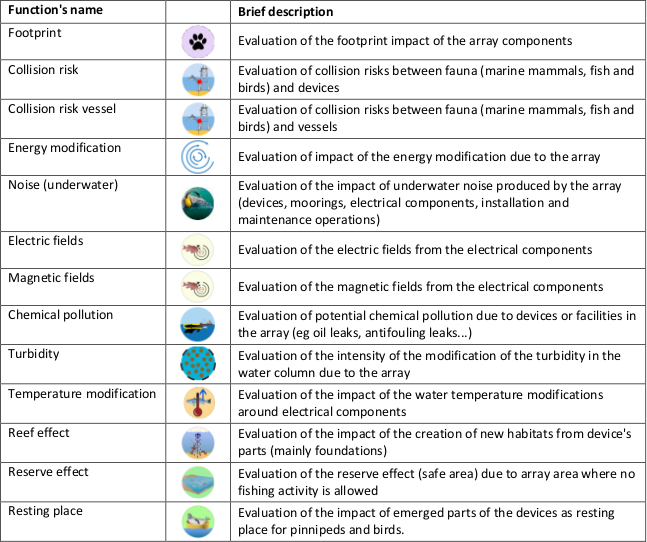 Function's name Brief description
Footprint Evaluation of the footprint impact of the array components
Collision risk Evaluation of collision risks between fauna (marine mammals, fish and
birds) and devices
Collision risk vessel Evaluation of collision risks between fauna (marine mammals, fish and
birds) and vessels
Energy modification Evaluation of impact of the energy modification due to the array
Noise (underwater) Evaluation of the impact of underwater noise produced by the array
(devices, moorings, electrical components, installation and
maintenance operations)
Electric fields Evaluation of the electric fields from the electrical components
Magnetic fields Evaluation of the magnetic fields from the electrical components
Chemical pollution Evaluation of potential chemical pollution due to devices or facilities in
the array (eg oil leaks, antifouling leaks...)
Turbidity Evaluation of the intensity of the modification of the turbidity in the
water column due to the array
Temperature modification Evaluation of the impact of the water temperature modifications
around electrical components
Reef effect Evaluation of the impact of the creation of new habitats from device's
parts (mainly foundations)
Reserve effect Evaluation of the reserve effect (safe area) due to array area where no
fishing activity is allowed
Resting place Evaluation of the impact of emerged parts of the devices as resting
place for pinnipeds and birds.